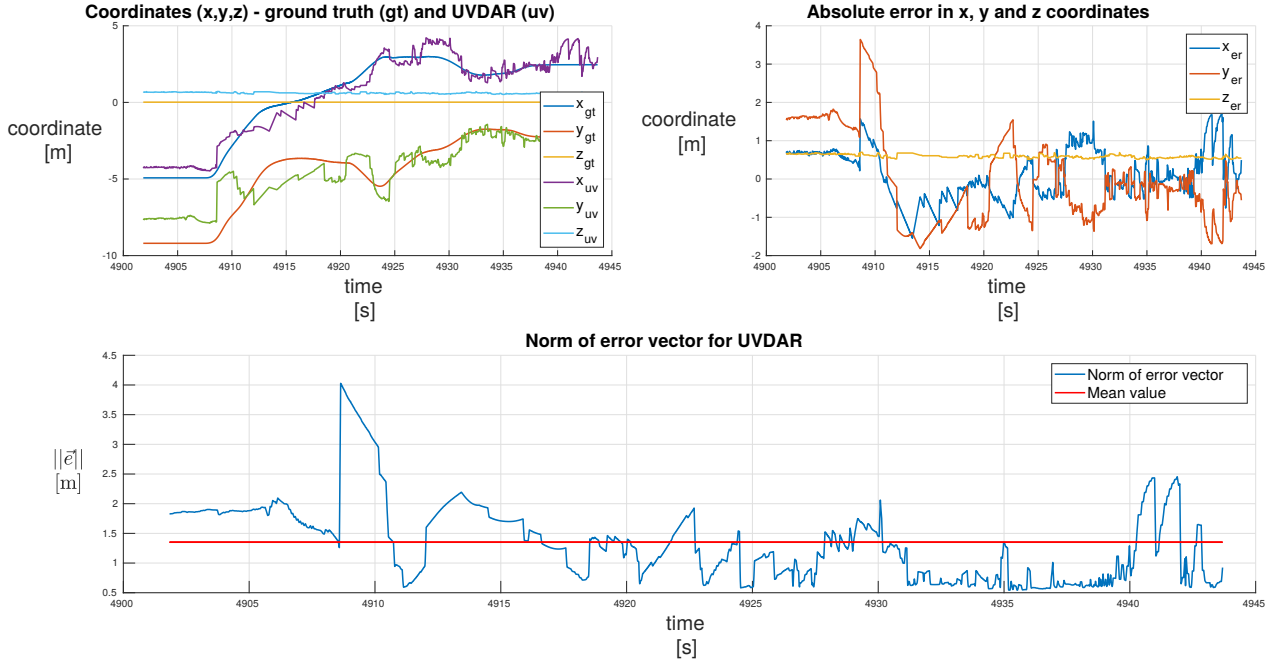 Coordinates (x,y,z) - ground truth (gt) and UVDAR (uv)
5
0
-5
-10
coordinate
[m]
4900 4905 4910 4915 4920 4925 4930 4935 4940 4945
time
[s]
x_gt
y_gt
z_gt
x_uv
y_uv
z_uv
Absolute error in x, y and z coordinates
4
3
2
1
0
-1
-2
coordinate
[m]
4900 4905 4910 4915 4920 4925 4930 4935 4940 4945
time
[s]
x_er
y_er
z_er
Norm of error vector for UVDAR
4.5
4
3.5
3
2.5
2
1.5
1
0.5
||e⃗||
[m]
4900 4905 4910 4915 4920 4925 4930 4935 4940 4945
time
[s]
Norm of error vector
Mean value